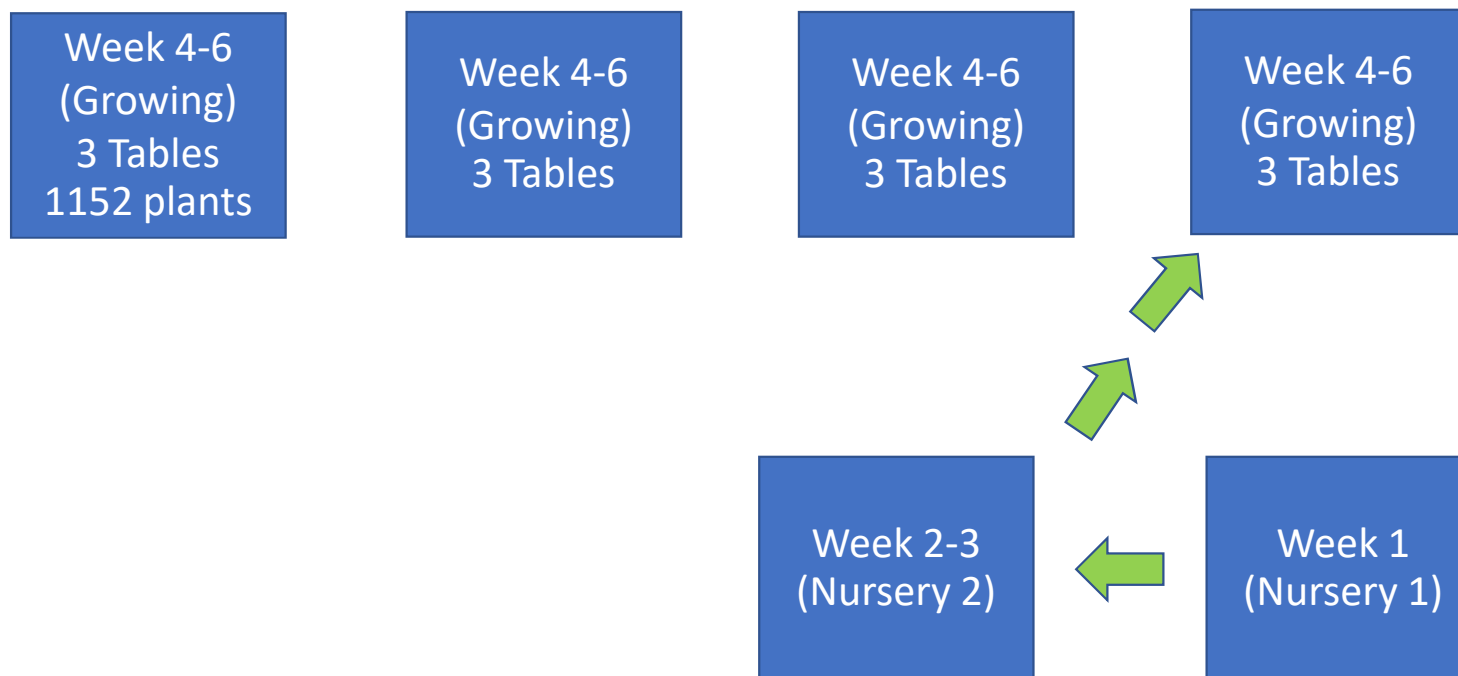 Week 4-6
(Growing)
3 Tables
1152 plants
Week 4-6
(Growing)
3 Tables
Week 4-6
(Growing)
3 Tables
Week 4-6
(Growing)
3 Tables
Week 2-3
(Nursery 2)
Week 1
(Nursery 1)